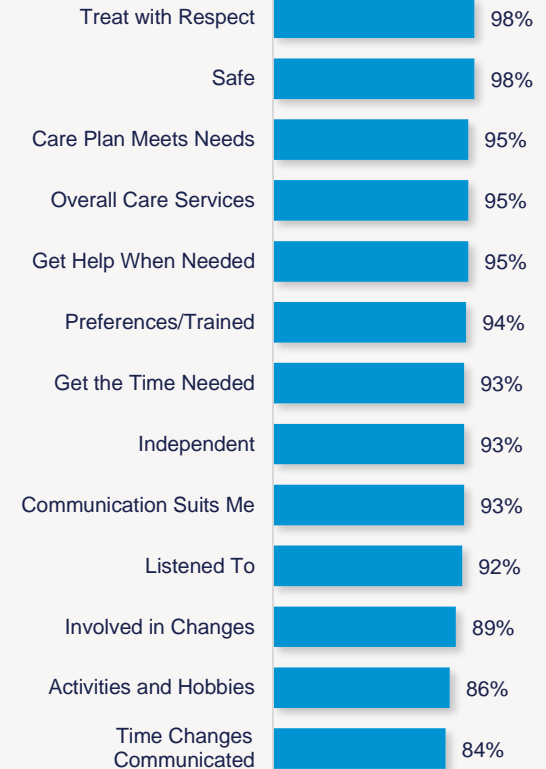 Treat with Respect 98%
Safe 98%
Care Plan Meets Needs 95%
Overall Care Services 95%
Get Help When Needed 95%
Preferences/Trained 94%
Get the Time Needed 93%
Independent 93%
Communication Suits Me 93%
Listened To 92%
Involved in Changes 89%
Activities and Hobbies 86%
Time Changes
Communicated 84%